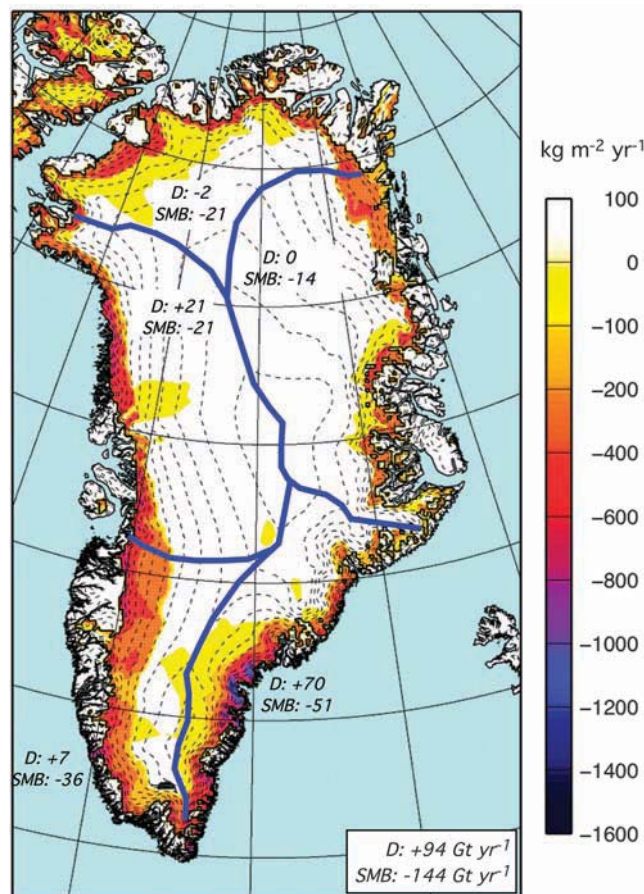 kg m⁻² yr⁻¹
100
0
−100
−200
−400
−600
−800
−1000
−1200
−1400
−1600
D: -2
SMB: -21
D: 0
SMB: -14
D: +21
SMB: -21
D: +70
SMB: -51
D: +7
SMB: -36
D: +94 Gt yr⁻¹
SMB: -144 Gt yr⁻¹